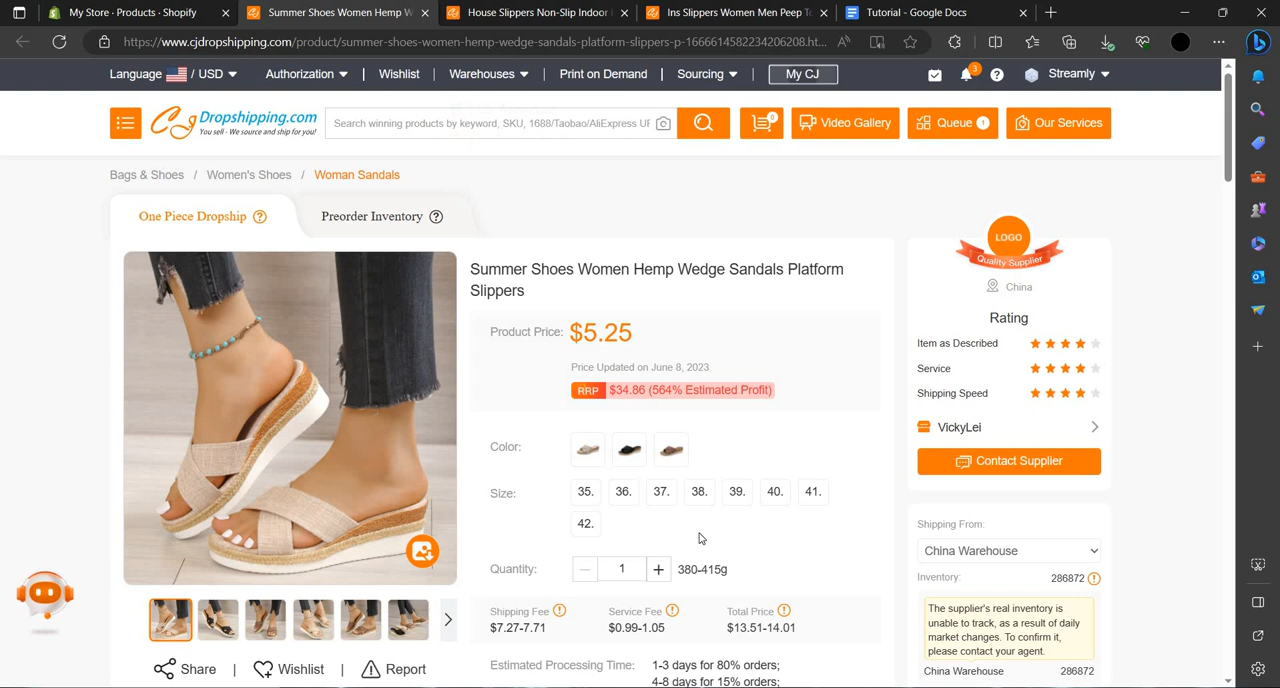 My Store · Products · Shopify
Summer Shoes Women Hemp W
House Slippers Non-Slip Indoor
Ins Slippers Women Men Peep T
Tutorial - Google Docs
https://www.cjdropshipping.com/product/summer-shoes-women-hemp-wedge-sandals-platform-slippers-p-1666614582234206208.ht...
Language / USD
Authorization
Wishlist
Warehouses
Print on Demand
Sourcing
My CJ
3
Streamly
CJ Dropshipping.com
You sell - We source and ship for you!
Search winning products by keyword, SKU, 1688/Taobao/AliExpress UR
0
Video Gallery
Queue 1
Our Services
Bags & Shoes / Women's Shoes / Woman Sandals
One Piece Dropship ?
Preorder Inventory ?
Summer Shoes Women Hemp Wedge Sandals Platform
Slippers
Product Price: $5.25
Price Updated on June 8, 2023
RRP $34.86 (564% Estimated Profit)
Color:
Size: 35. 36. 37. 38. 39. 40. 41.
42.
Quantity: − 1 + 380-415g
Shipping Fee Service Fee Total Price
$7.27-7.71 $0.99-1.05 $13.51-14.01
Estimated Processing Time: 1-3 days for 80% orders;
4-8 days for 15% orders;
Share | Wishlist | Report
LOGO
Quality Supplier
China
Rating
Item as Described
Service
Shipping Speed
VickyLei
Contact Supplier
Shipping From:
China Warehouse
Inventory: 286872
The supplier's real inventory is
unable to track, as a result of daily
market changes. To confirm it,
please contact your agent.
China Warehouse 286872